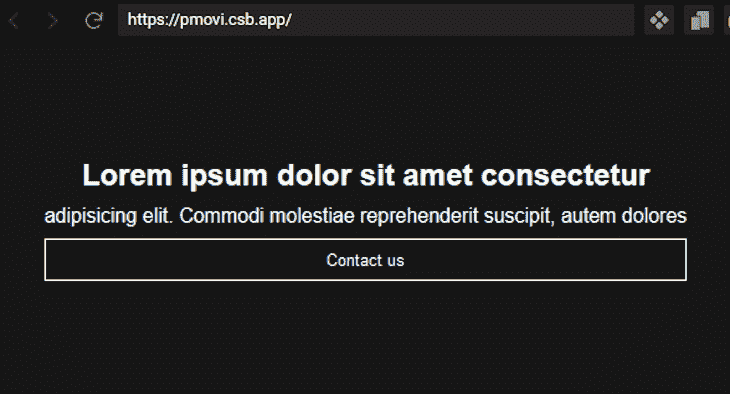 https://pmovi.csb.app/
Lorem ipsum dolor sit amet consectetur
adipisicing elit. Commodi molestiae reprehenderit suscipit, autem dolores
Contact us